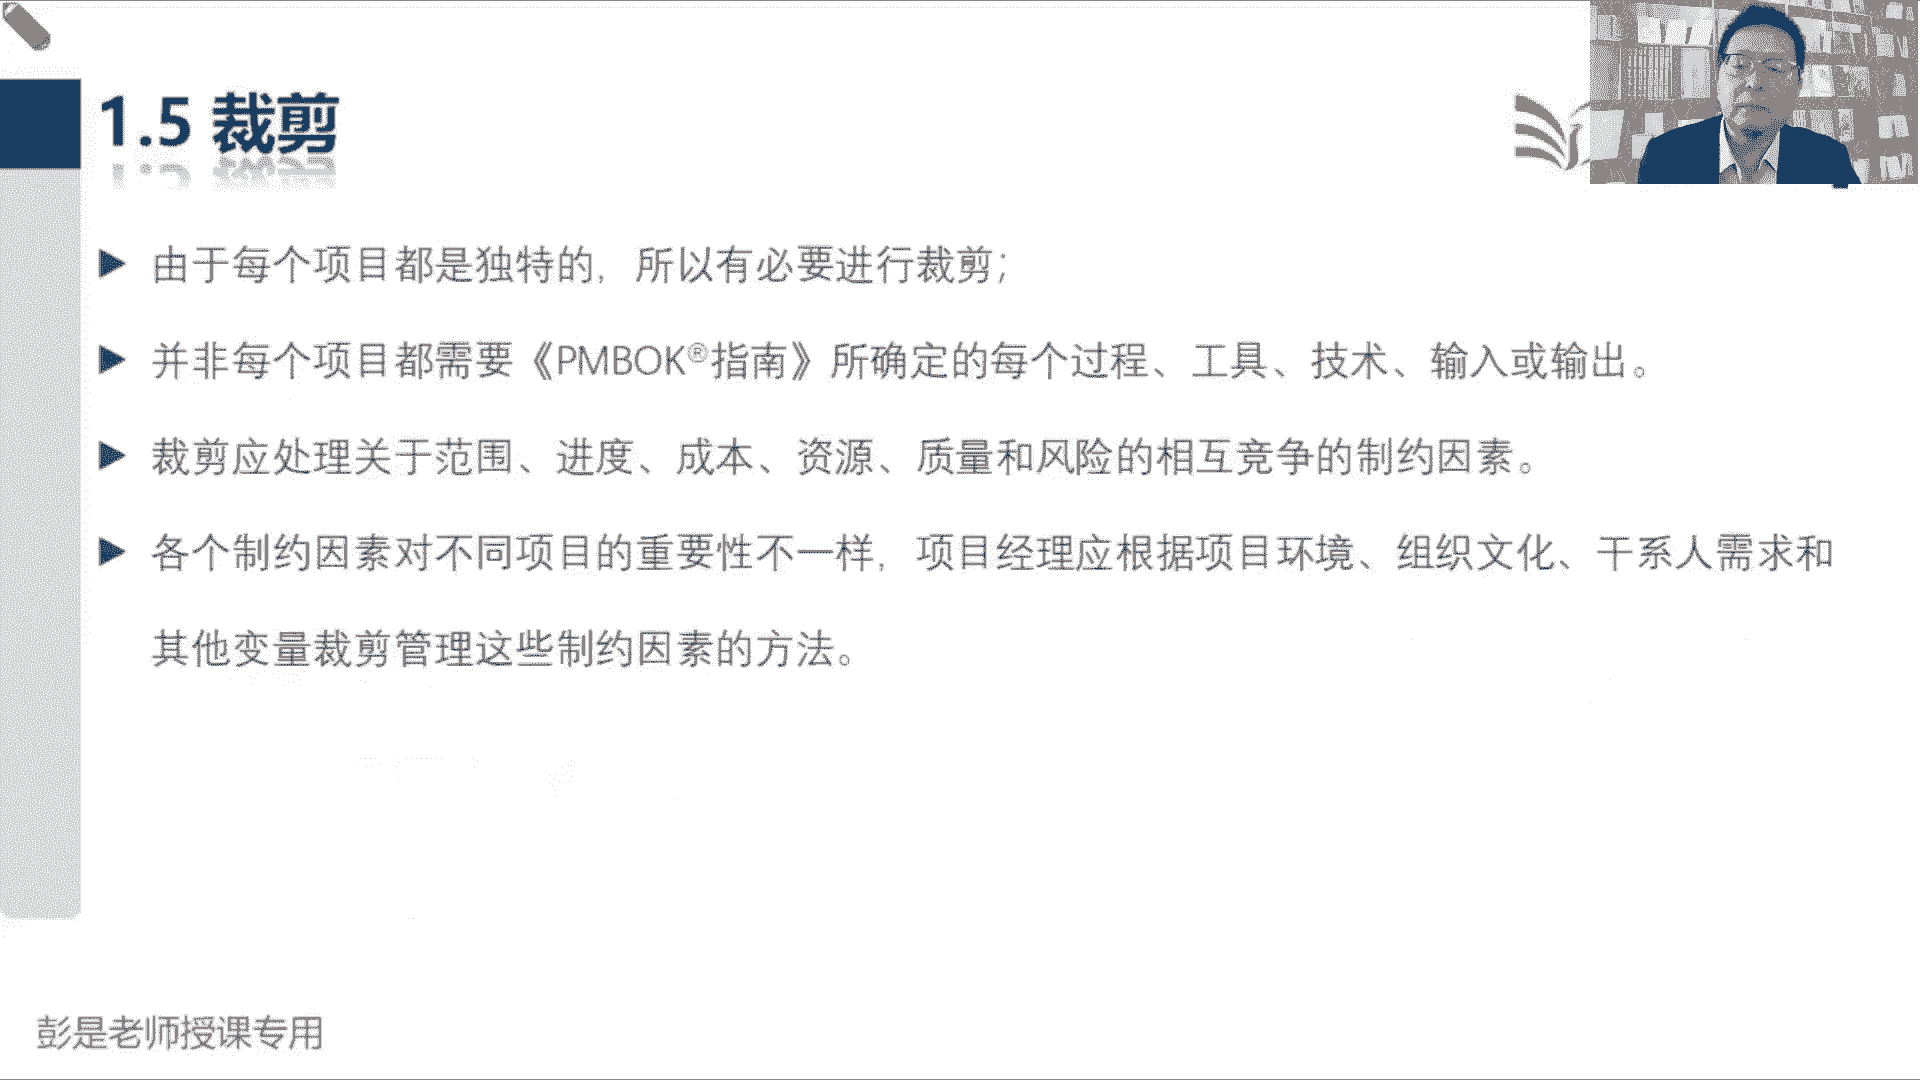 1.5 裁剪
由于每个项目都是独特的，所以有必要进行裁剪；
并非每个项目都需要《PMBOK®指南》所确定的每个过程、工具、技术、输入或输出。
裁剪应处理关于范围、进度、成本、资源、质量和风险的相互竞争的制约因素。
各个制约因素对不同项目的重要性不一样，项目经理应根据项目环境、组织文化、干系人需求和
其他变量裁剪管理这些制约因素的方法。
彭是老师授课专用